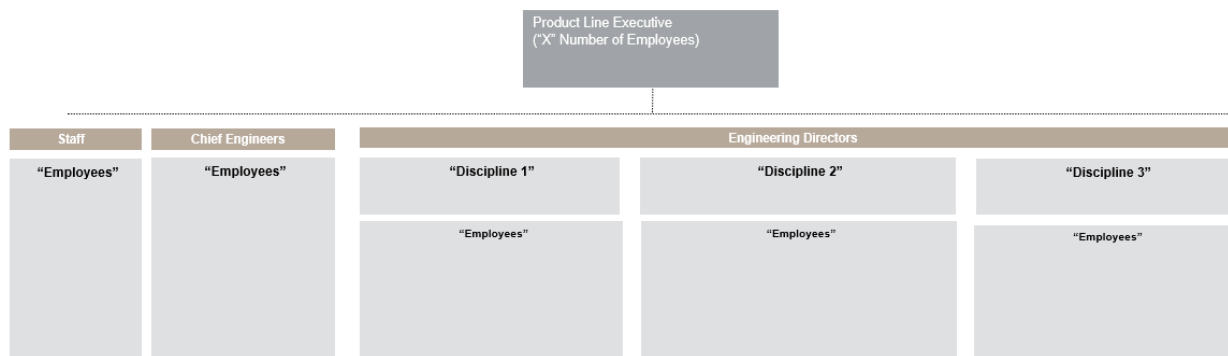 Product Line Executive
(“X” Number of Employees)
Staff
Chief Engineers
Engineering Directors
“Employees”
“Employees”
“Discipline 1”
“Discipline 2”
“Discipline 3”
“Employees”
“Employees”
“Employees”